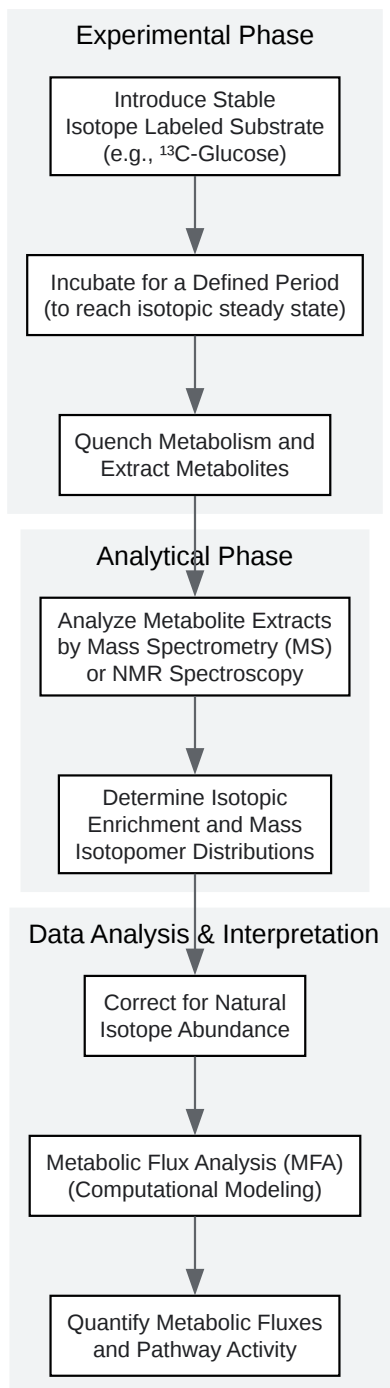 Experimental Phase
Introduce Stable
Isotope Labeled Substrate
(e.g., ¹³C-Glucose)
Incubate for a Defined Period
(to reach isotopic steady state)
Quench Metabolism and
Extract Metabolites
Analytical Phase
Analyze Metabolite Extracts
by Mass Spectrometry (MS)
or NMR Spectroscopy
Determine Isotopic
Enrichment and Mass
Isotopomer Distributions
Data Analysis & Interpretation
Correct for Natural
Isotope Abundance
Metabolic Flux Analysis (MFA)
(Computational Modeling)
Quantify Metabolic Fluxes
and Pathway Activity